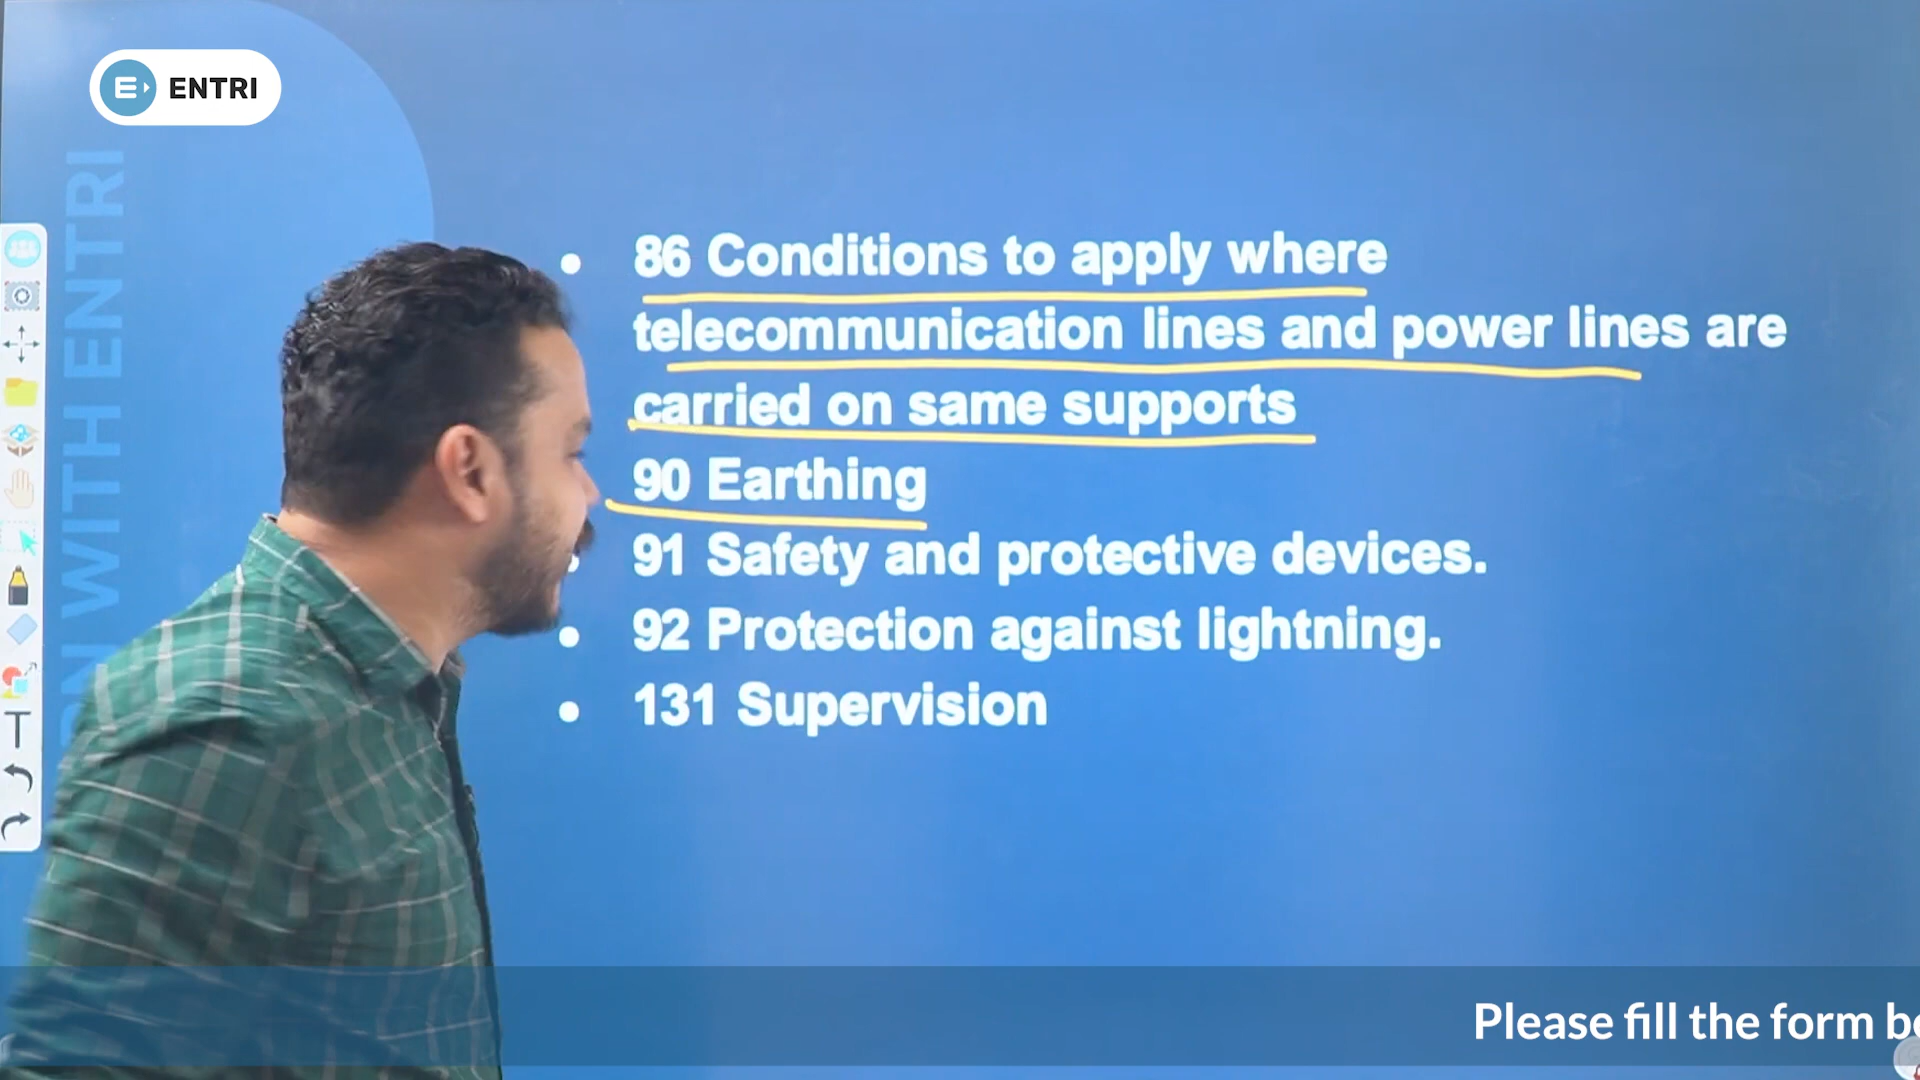 ENTRI
ON WITH ENTRI
86 Conditions to apply where
telecommunication lines and power lines are
carried on same supports
90 Earthing
91 Safety and protective devices.
92 Protection against lightning.
131 Supervision
T
Please fill the form